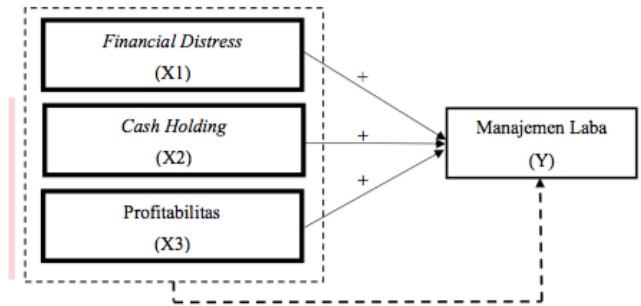 Financial Distress
(X1)
+
Cash Holding
(X2)
+
Manajemen Laba
(Y)
+
Profitabilitas
(X3)